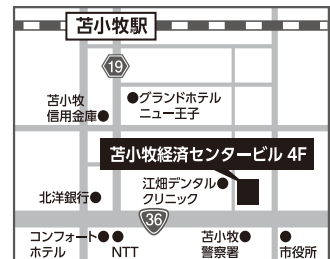 苫小牧駅
19
苫小牧
信用金庫●
●グランドホテル
ニュー王子
苫小牧経済センタービル 4F
江畑デンタル●
クリニック
北洋銀行●
36
コンフォート●
ホテル
●
NTT
苫小牧●
警察署
●
市役所